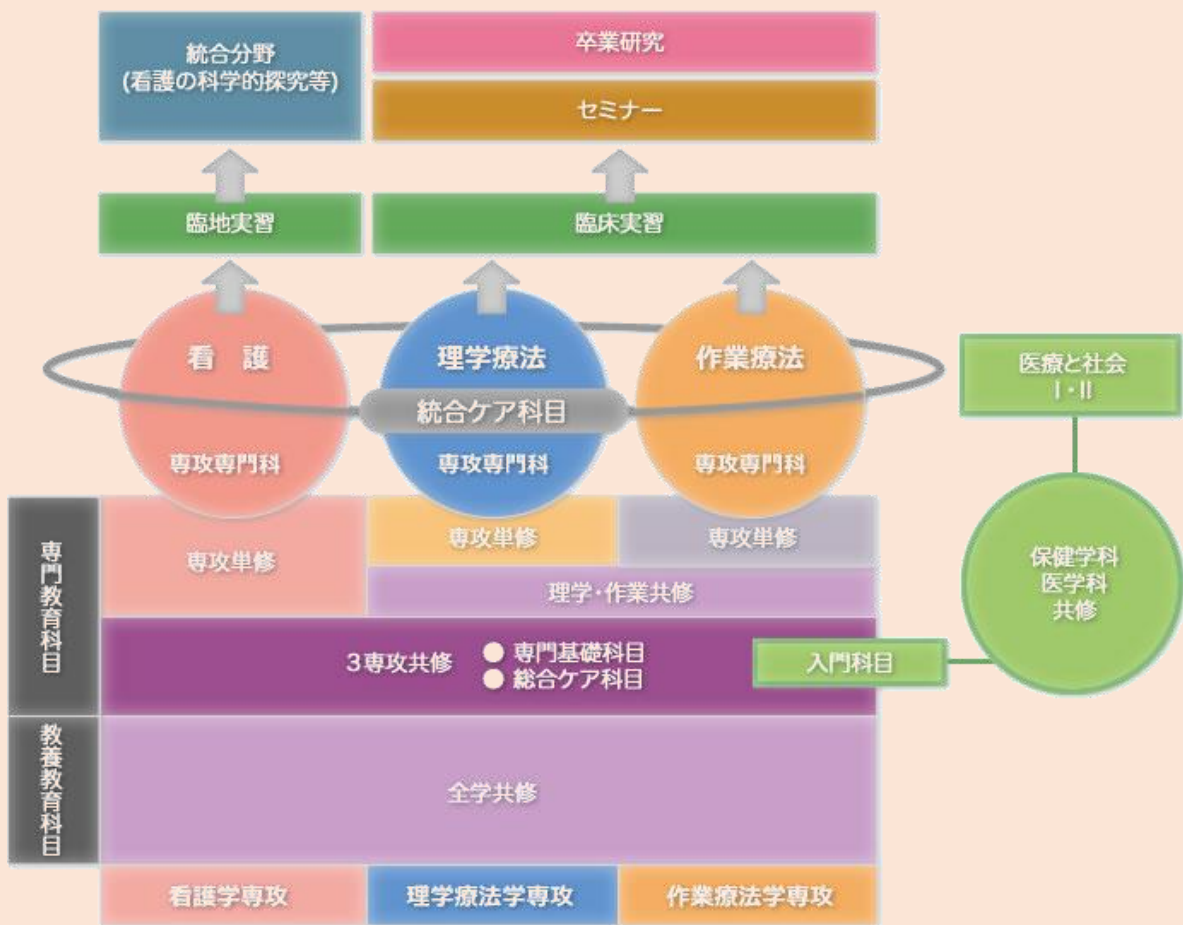 統合分野
(看護の科学的探究等)
卒業研究
セミナー
臨地実習
臨床実習
看 護
理学療法
作業療法
統合ケア科目
専攻専門科
専攻専門科
専攻専門科
医療と社会
I・II
保健学科
医学科
共修
専門教育科目
専攻単修
専攻単修
専攻単修
理学・作業共修
3専攻共修
● 専門基礎科目
● 総合ケア科目
入門科目
教養教育科目
全学共修
看護学専攻
理学療法学専攻
作業療法学専攻